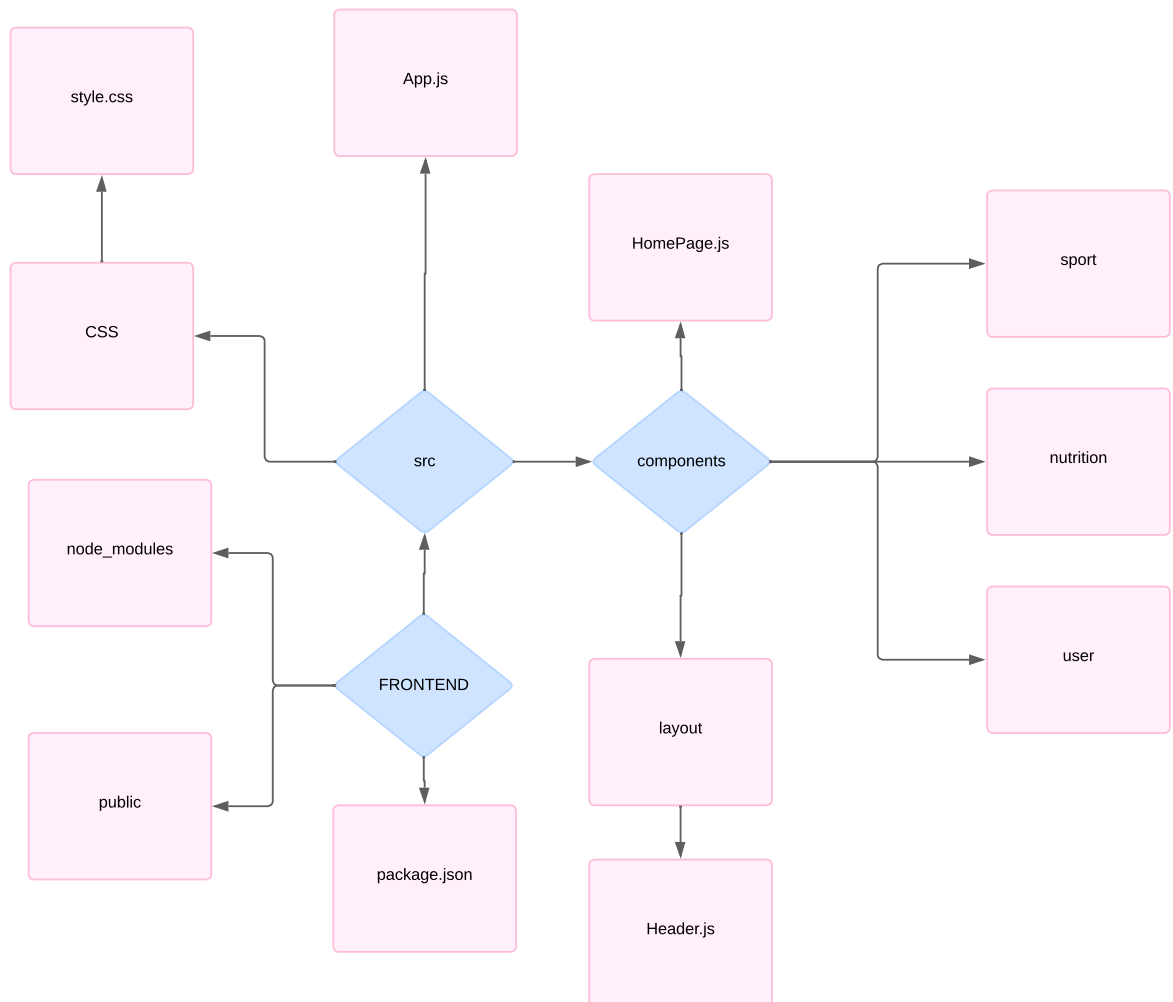 App.js
style.css
HomePage.js
sport
CSS
src
components
nutrition
node_modules
user
FRONTEND
layout
public
package.json
Header.js